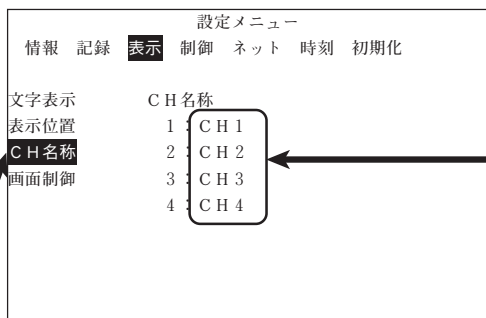 設定メニュー
情報 記録 表示 制御 ネット 時刻 初期化
文字表示 ＣＨ名称
表示位置 １：ＣＨ１
ＣＨ名称 ２：ＣＨ２
画面制御 ３：ＣＨ３
４：ＣＨ４